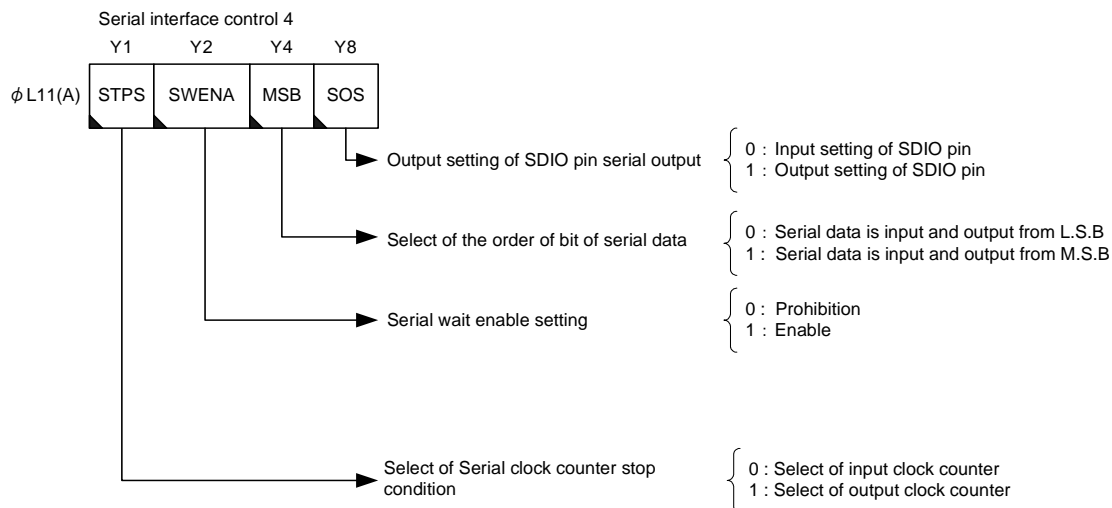 Serial interface control 4
Y1 Y2 Y4 Y8
ϕL11(A) STPS SWENA MSB SOS
Output setting of SDIO pin serial output
0 : Input setting of SDIO pin
1 : Output setting of SDIO pin
Select of the order of bit of serial data
0 : Serial data is input and output from L.S.B
1 : Serial data is input and output from M.S.B
Serial wait enable setting
0 : Prohibition
1 : Enable
Select of Serial clock counter stop
condition
0 : Select of input clock counter
1 : Select of output clock counter